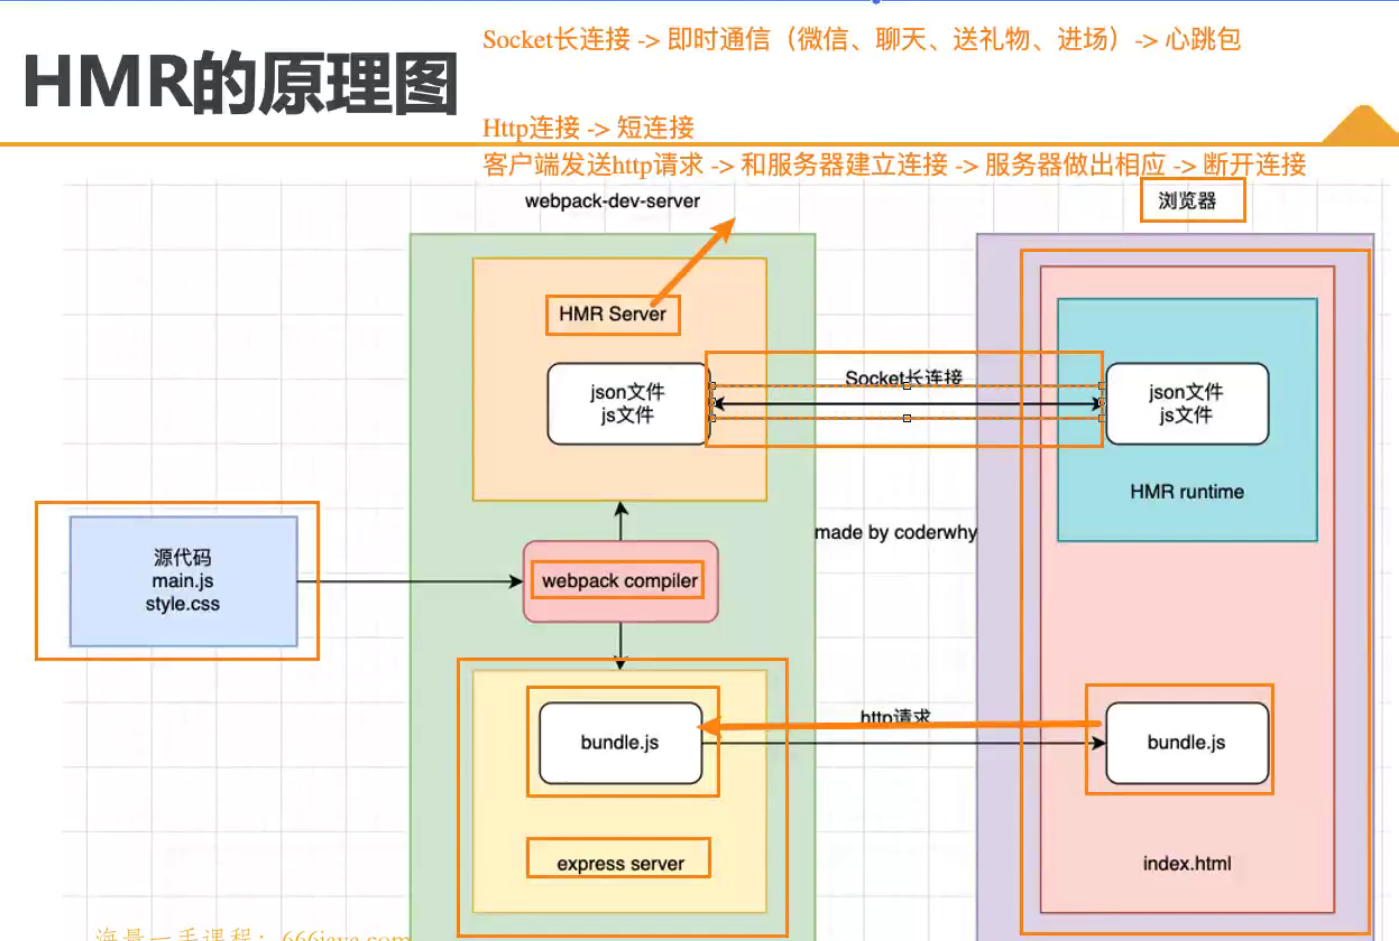 Socket长连接 -> 即时通信（微信、聊天、送礼物、进场）-> 心跳包
HMR的原理图
Http连接 -> 短连接
客户端发送http请求 -> 和服务器建立连接 -> 服务器做出相应 -> 断开连接
webpack-dev-server
浏览器
HMR Server
Socket长连接
json文件
js文件
json文件
js文件
HMR runtime
made by coderwhy
源代码
main.js
style.css
webpack compiler
http请求
bundle.js
bundle.js
express server
index.html
海量一手课程：666java.com